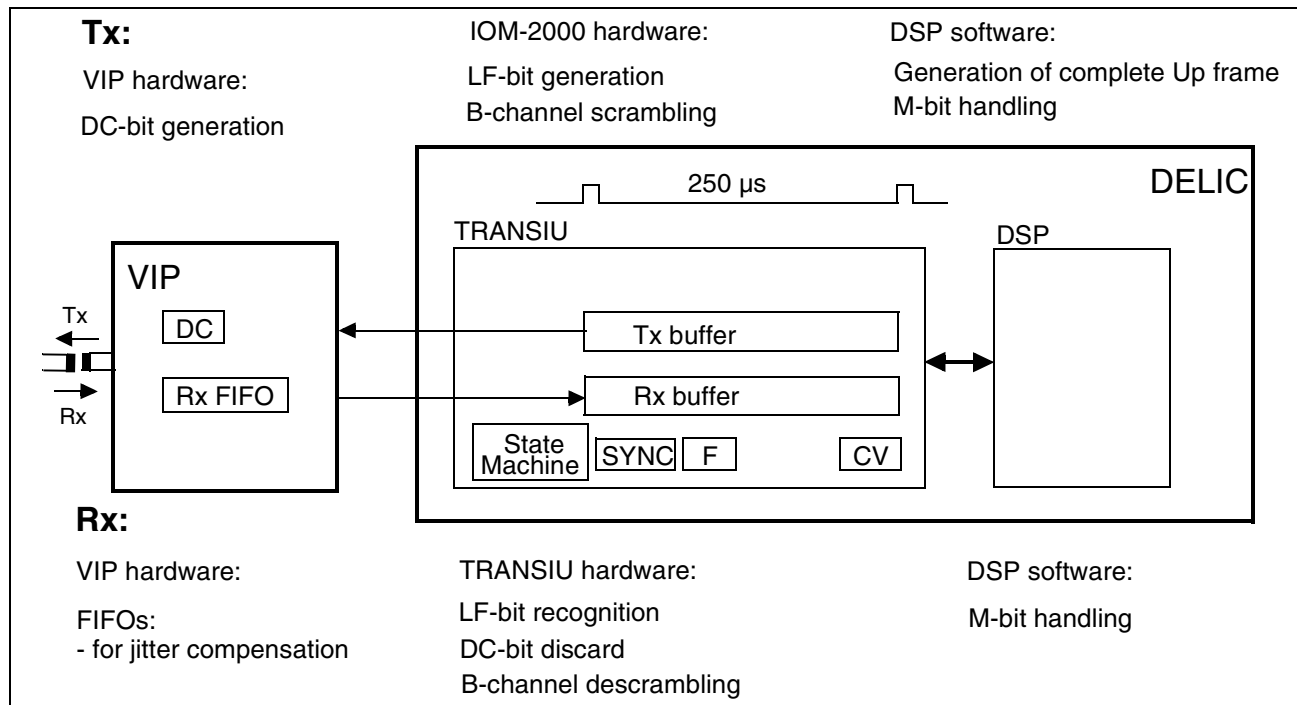 Tx:
VIP hardware:
DC-bit generation
IOM-2000 hardware:
LF-bit generation
B-channel scrambling
DSP software:
Generation of complete Up frame
M-bit handling
DELIC
250 µs
TRANSIU
DSP
VIP
Tx
DC
Tx buffer
Rx FIFO
Rx buffer
Rx
State
Machine
SYNC
F
CV
Rx:
VIP hardware:
FIFOs:
- for jitter compensation
TRANSIU hardware:
LF-bit recognition
DC-bit discard
B-channel descrambling
DSP software:
M-bit handling